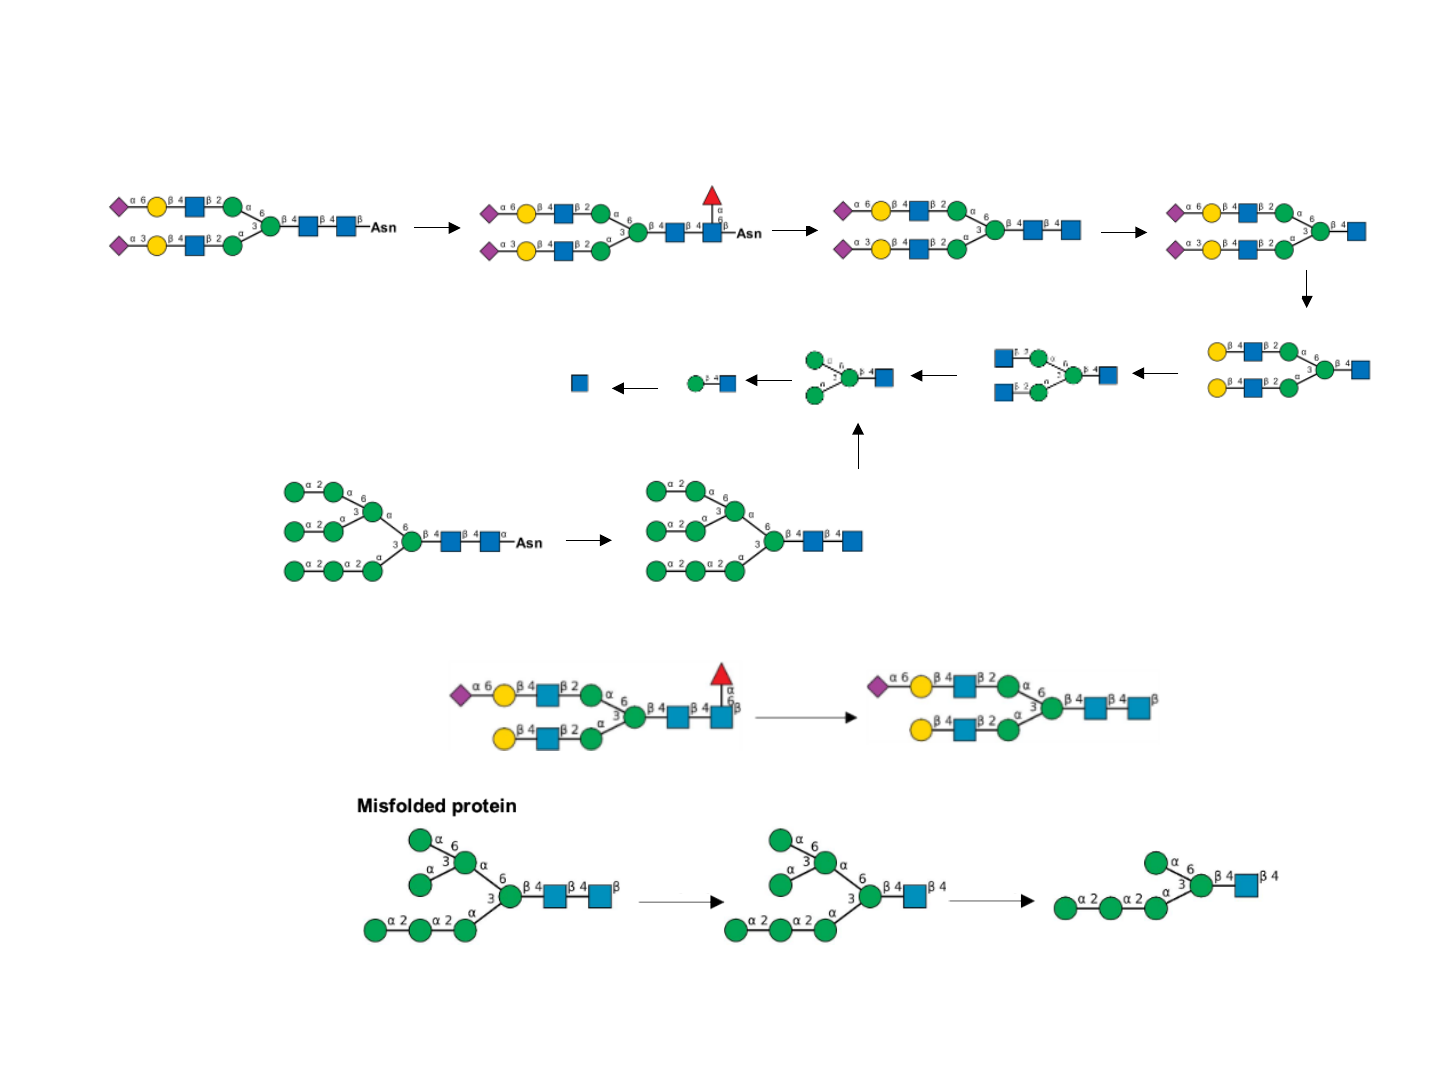 α 6 β 4 β 2 α 6 β 4 β 4 β Asn
α 3 β 4 β 2 α 3
α 6 β 4 β 2 α 6 β 4 β 4 β α 6 Asn
α 3 β 4 β 2 α 3
α 6 β 4 β 2 α 6 β 4 β 4
α 3 β 4 β 2 α 3
α 6 β 4 β 2 α 6 β 4
α 3 β 4 β 2 α 3
β 4
α 6 β 4
α 3
β 2 α 6 β 4
β 2 α 3
β 4 β 2 α 6 β 4
β 4 β 2 α 3
α 2 α 6 α 6 β 4 β 4 α Asn
α 2 α 3
α 2 α 2 α 3
α 2 α 6 α 6 β 4 β 4
α 2 α 3
α 2 α 2 α 3
α 6 β 4 β 2 α 6 β 4 β 4 β α 6
β 4 β 2 α 3
α 6 β 4 β 2 α 6 β 4 β 4 β
β 4 β 2 α 3
Misfolded protein
α 6 α 6 β 4 β 4 β
α 3
α 2 α 2 α 3
α 6 α 6 β 4 β 4
α 3
α 2 α 2 α 3
α 6 β 4 β 4
α 2 α 2 α 3